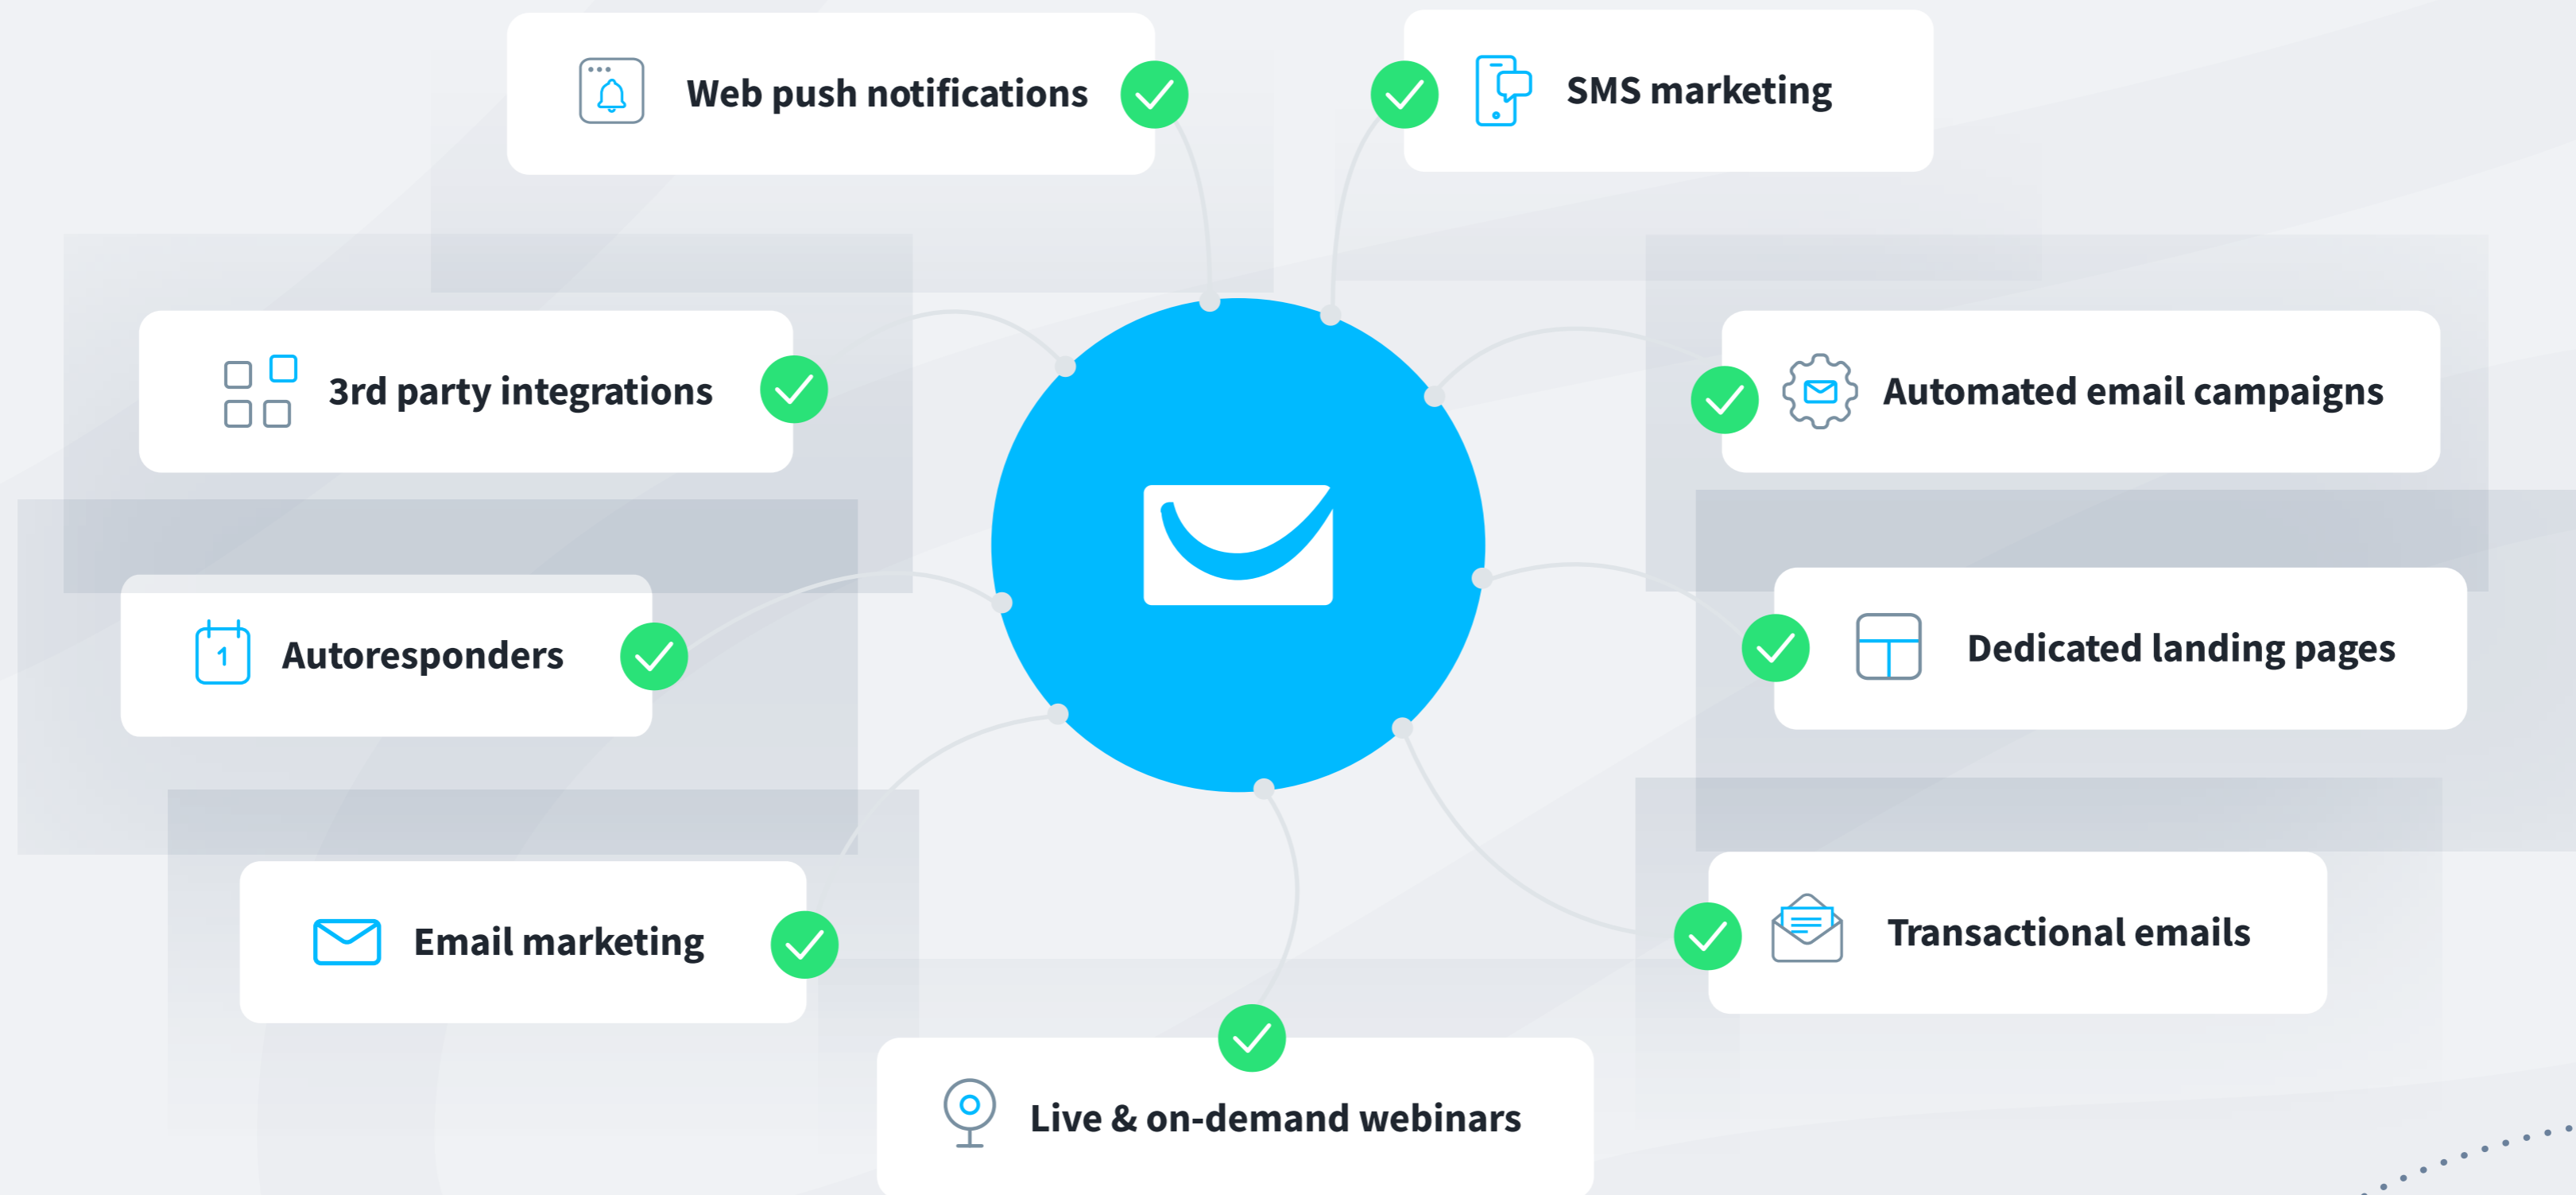 Web push notifications
SMS marketing
3rd party integrations
Automated email campaigns
1
Autoresponders
Dedicated landing pages
Email marketing
Transactional emails
Live & on-demand webinars